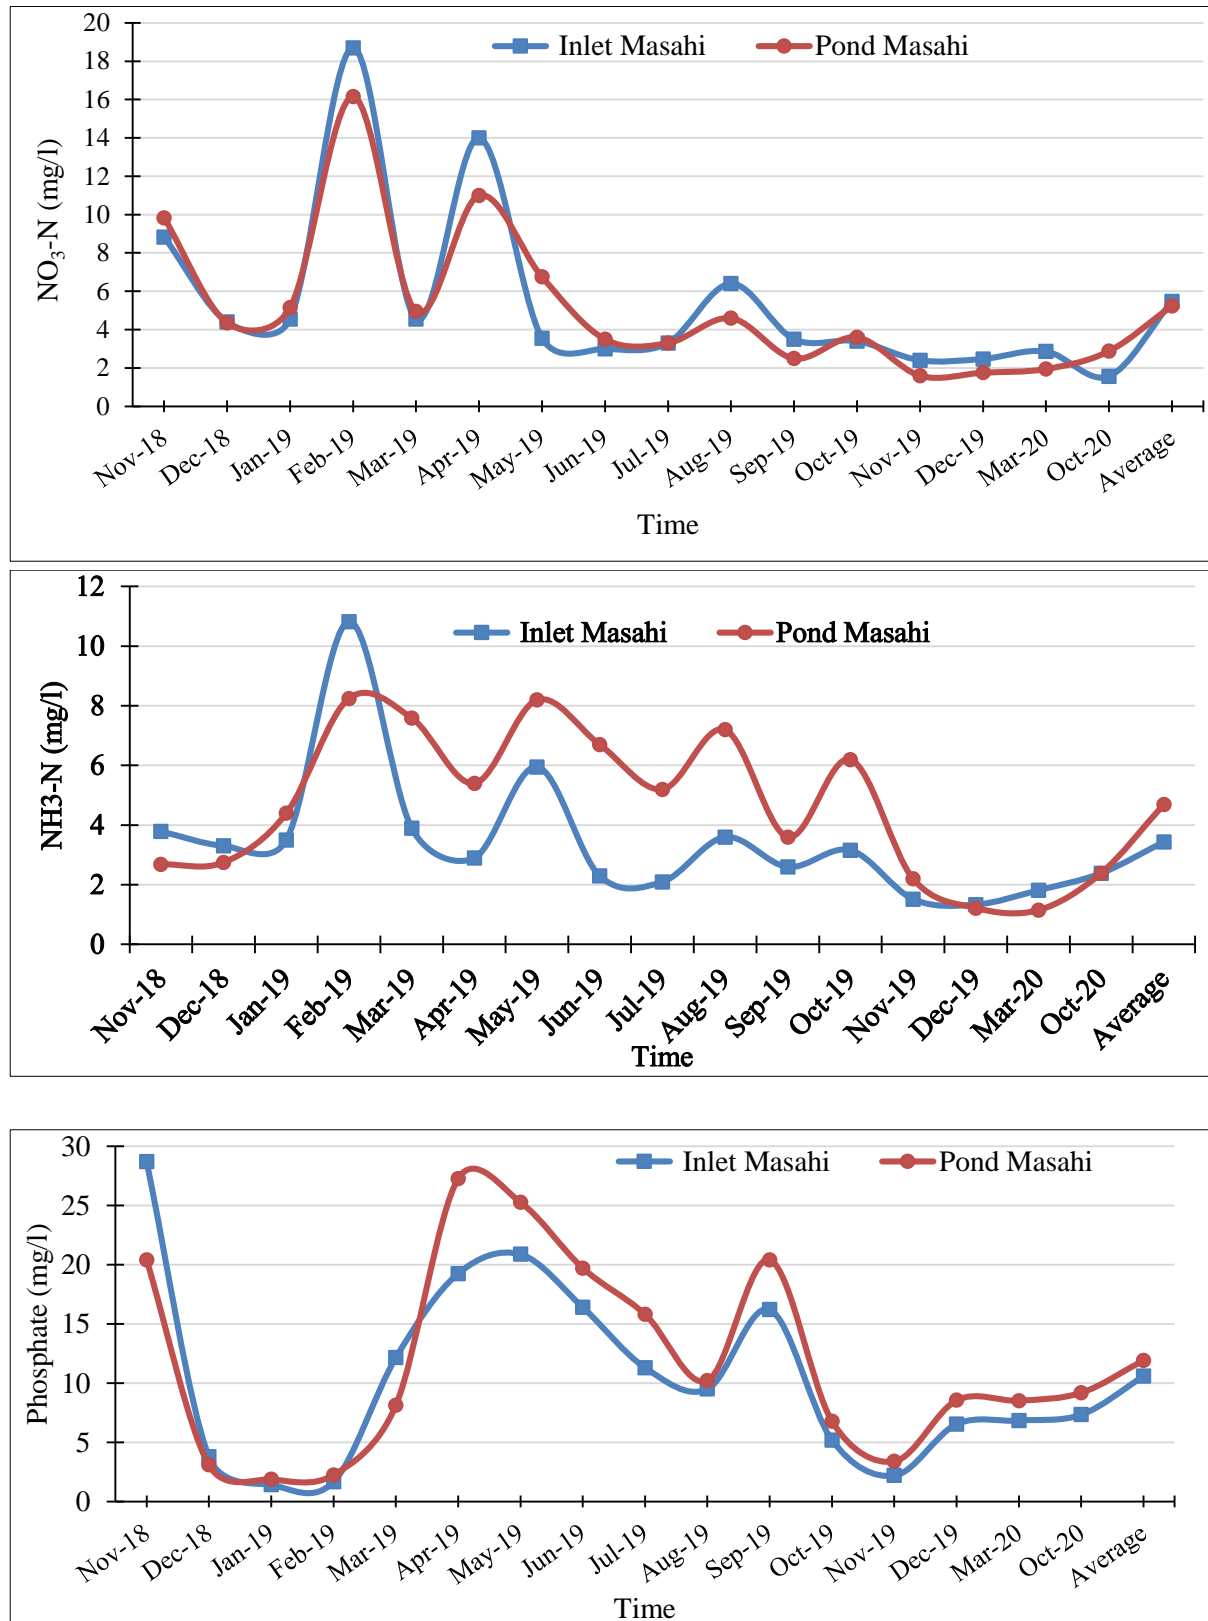 20
18
16
14
12
10
8
6
4
2
0
NO3-N (mg/l)
Inlet Masahi
Pond Masahi
Nov-18
Dec-18
Jan-19
Feb-19
Mar-19
Apr-19
May-19
Jun-19
Jul-19
Aug-19
Sep-19
Oct-19
Nov-19
Dec-19
Mar-20
Oct-20
Average
Time
12
10
8
6
4
2
0
NH3-N (mg/l)
Inlet Masahi
Pond Masahi
Nov-18
Dec-18
Jan-19
Feb-19
Mar-19
Apr-19
May-19
Jun-19
Jul-19
Aug-19
Sep-19
Oct-19
Nov-19
Dec-19
Mar-20
Oct-20
Average
Time
30
25
20
15
10
5
0
Phosphate (mg/l)
Inlet Masahi
Pond Masahi
Nov-18
Dec-18
Jan-19
Feb-19
Mar-19
Apr-19
May-19
Jun-19
Jul-19
Aug-19
Sep-19
Oct-19
Nov-19
Dec-19
Mar-20
Oct-20
Average
Time